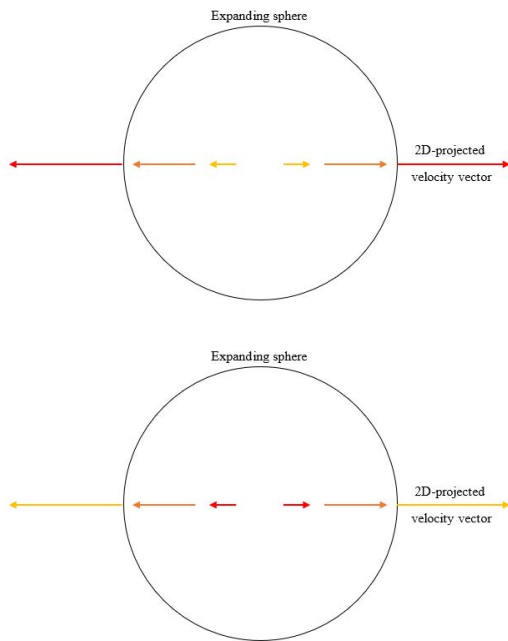 Expanding sphere
2D-projected
velocity vector
Expanding sphere
2D-projected
velocity vector